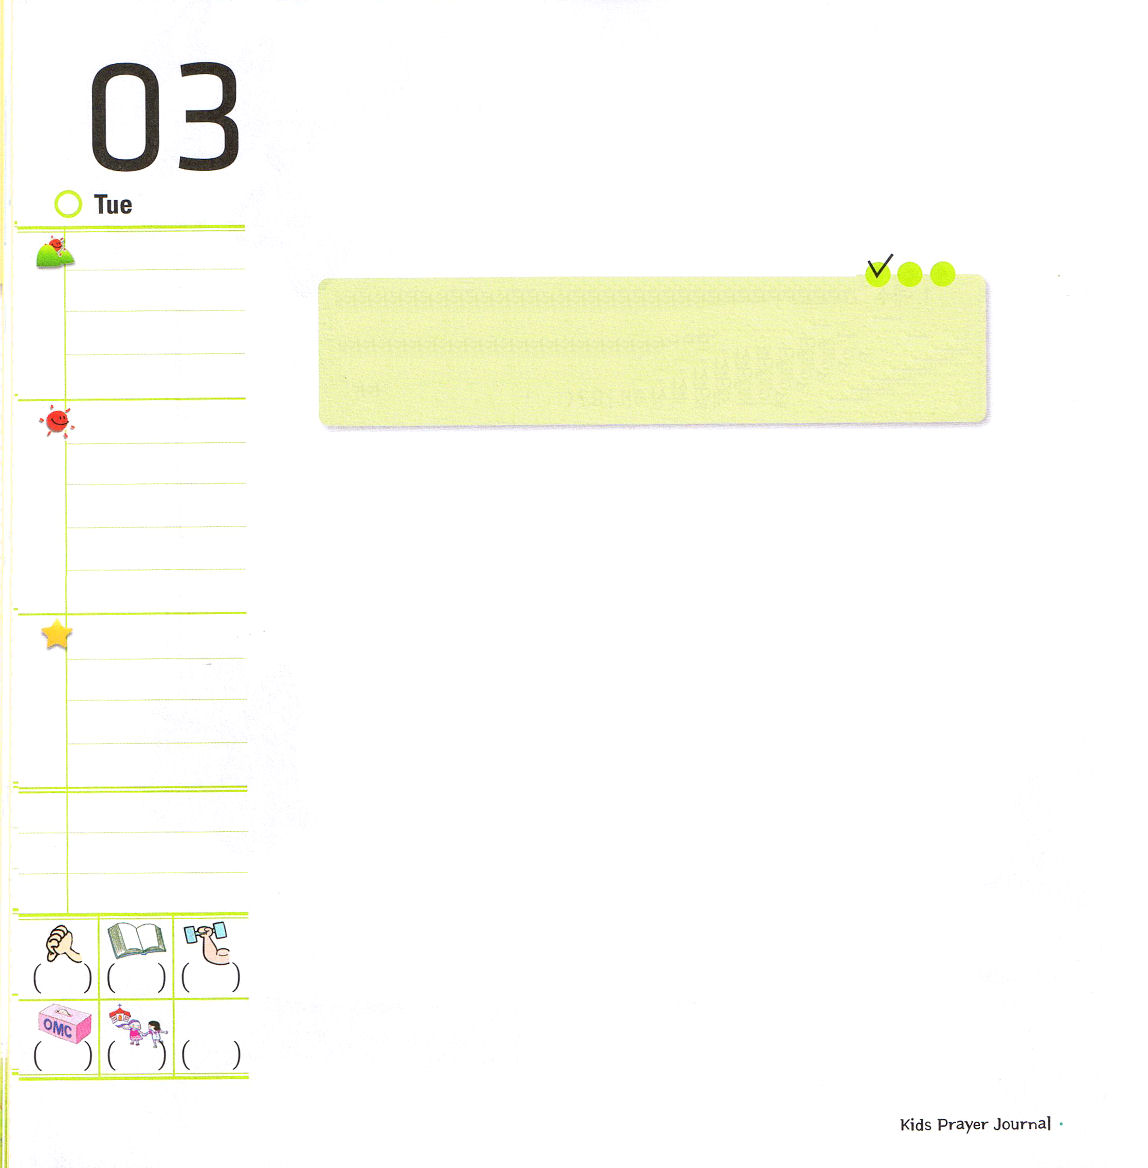 03
Tue
( ) ( ) ( )
OMC
( ) ( ) ( )
Kids Prayer Journal